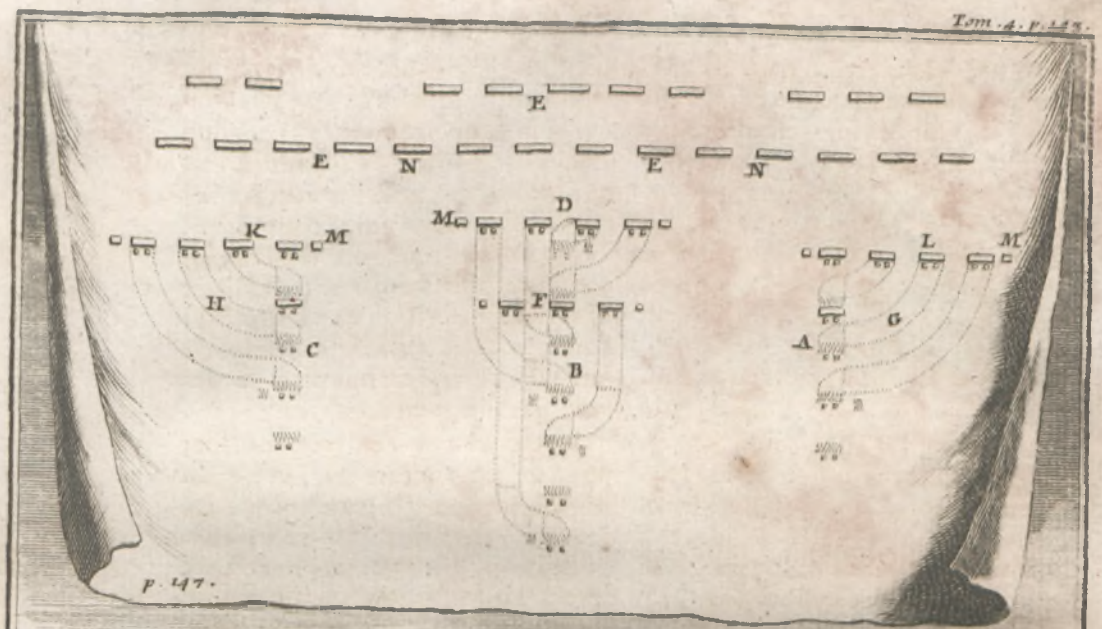 Tom. 4. p. 147.
E
E N E N
D
M
K M L M
H F G
C A
B
p. 147.